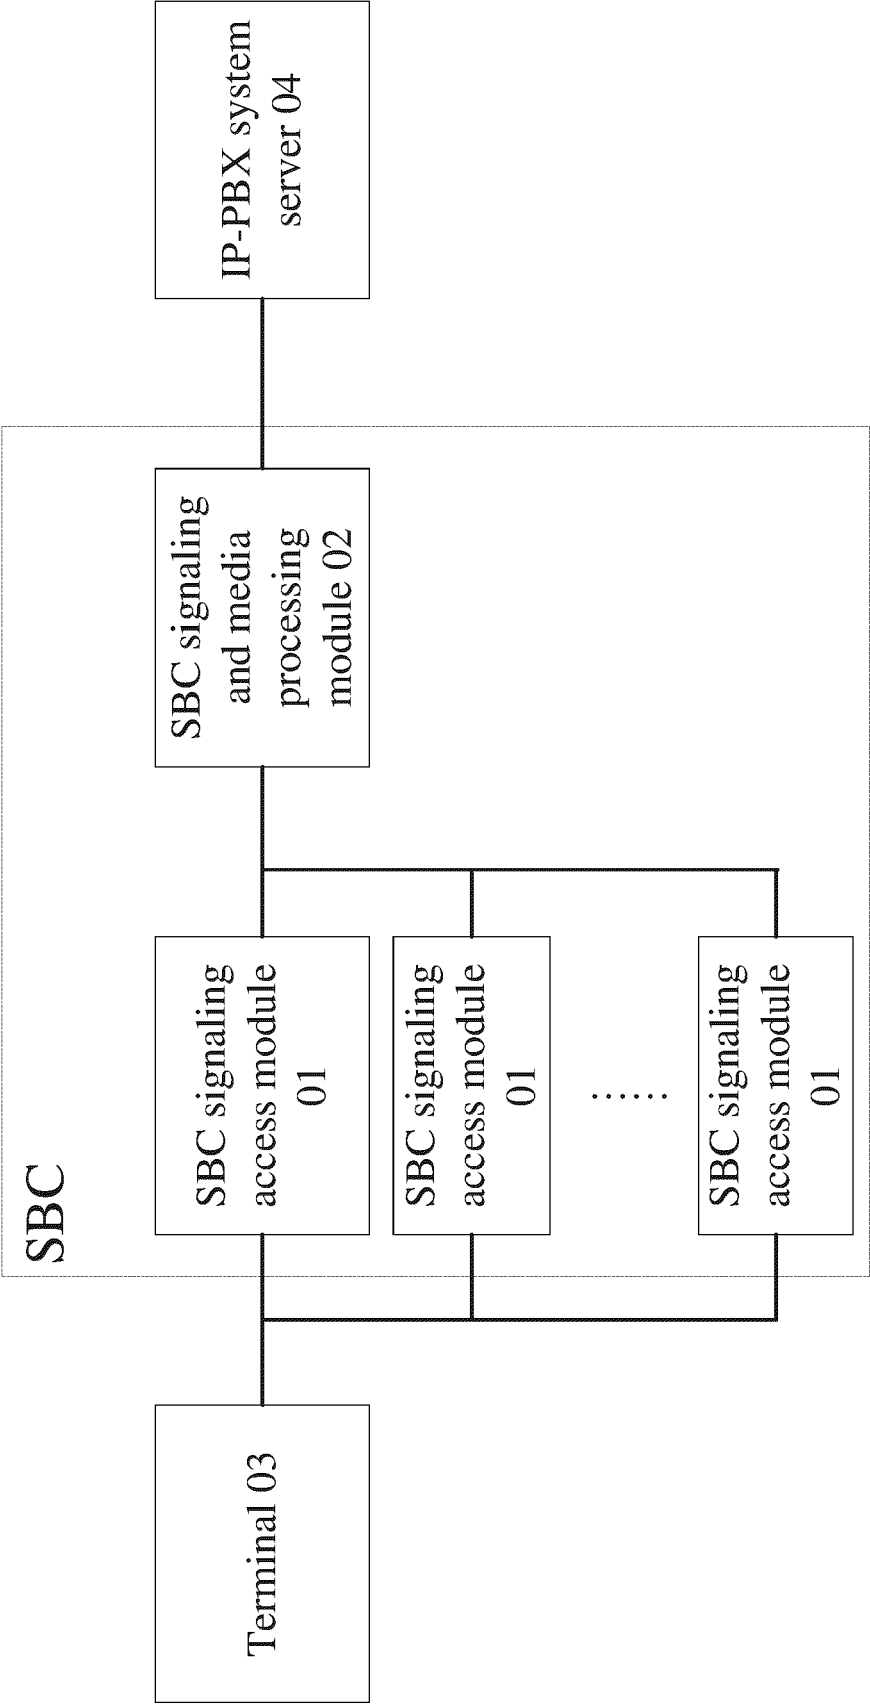 SBC
Terminal 03
SBC signaling
access module
01
SBC signaling
access module
01
......
SBC signaling
access module
01
SBC signaling
and media
processing
module 02
IP-PBX system
server 04